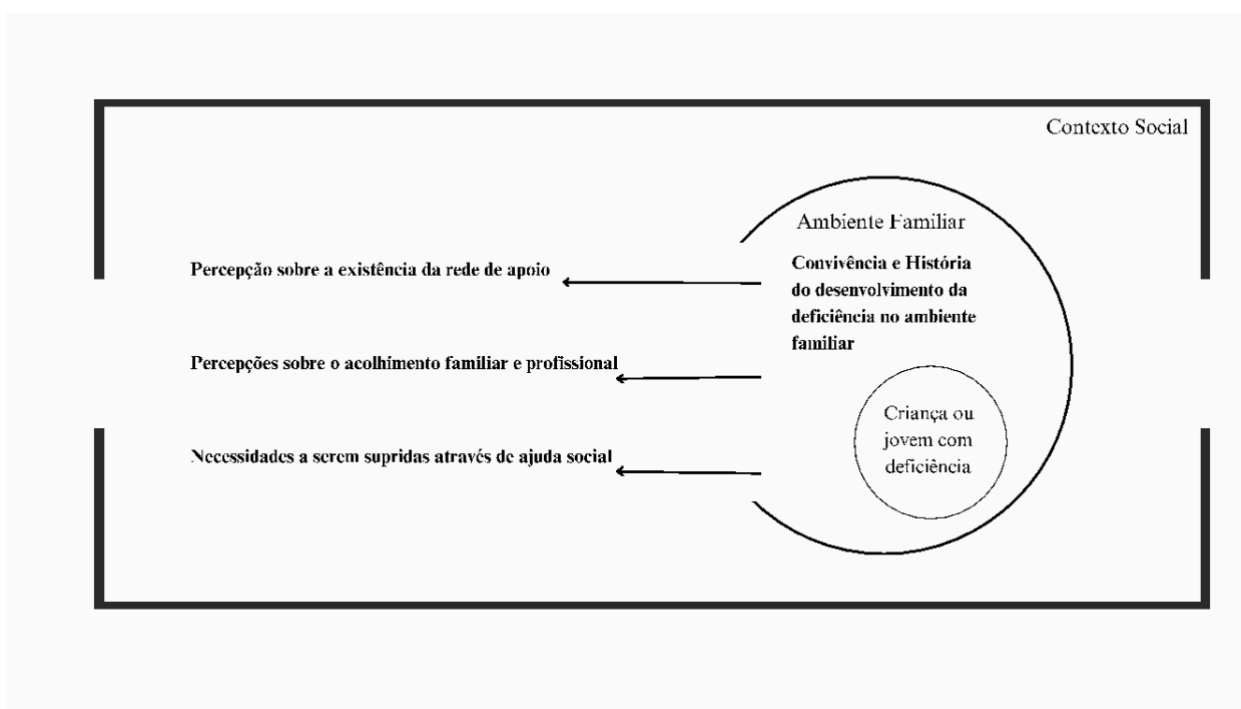 Contexto Social
Ambiente Familiar
Convivência e História
do desenvolvimento da
deficiência no ambiente
familiar
Percepção sobre a existência da rede de apoio
Percepções sobre o acolhimento familiar e profissional
Necessidades a serem supridas através de ajuda social
Criança ou
jovem com
deficiência